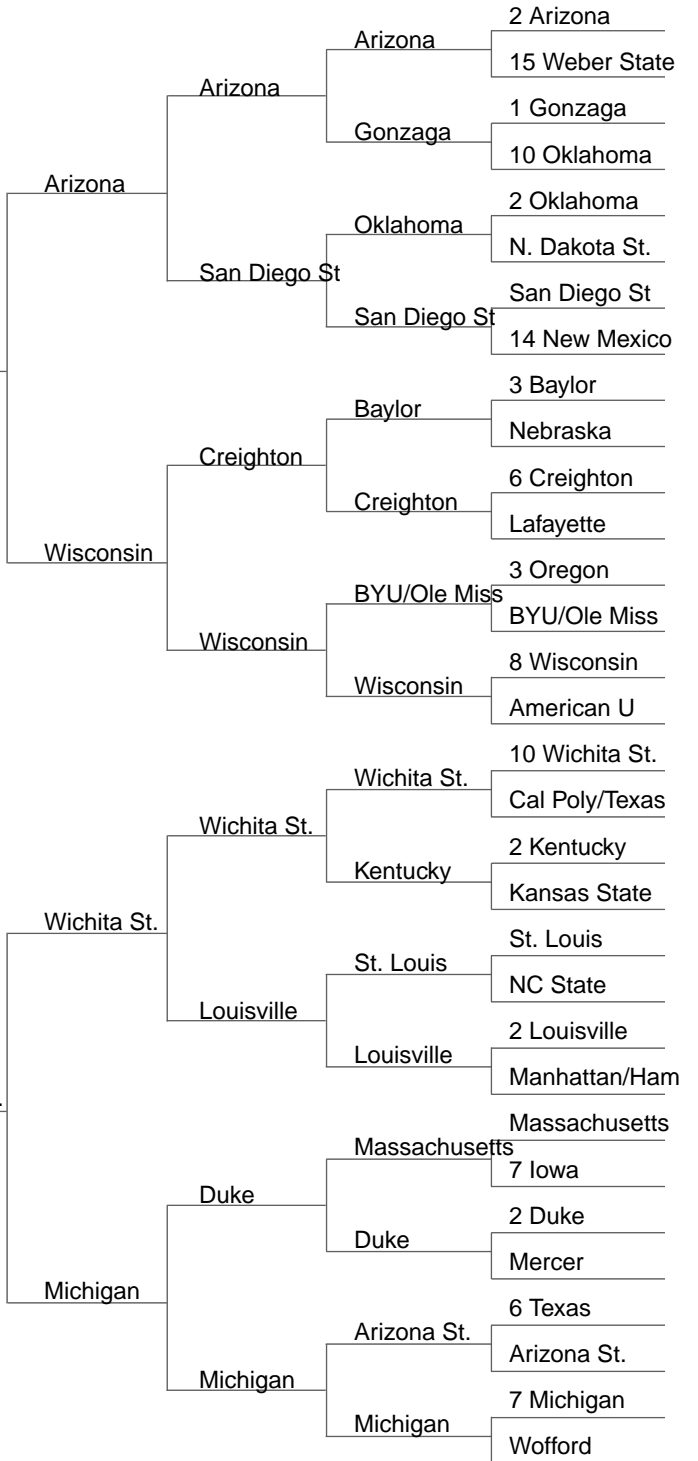 2 Arizona
Arizona
15 Weber State
Arizona
1 Gonzaga
Gonzaga
10 Oklahoma
Arizona
2 Oklahoma
Oklahoma
N. Dakota St.
San Diego St
San Diego St
San Diego St
14 New Mexico
3 Baylor
Baylor
Nebraska
Creighton
6 Creighton
Creighton
Lafayette
Wisconsin
3 Oregon
BYU/Ole Miss
BYU/Ole Miss
Wisconsin
8 Wisconsin
Wisconsin
American U
10 Wichita St.
Wichita St.
Cal Poly/Texas
Wichita St.
2 Kentucky
Kentucky
Kansas State
Wichita St.
St. Louis
St. Louis
NC State
Louisville
2 Louisville
Louisville
Manhattan/Ham
Massachusetts
Massachusetts
7 Iowa
Duke
2 Duke
Duke
Mercer
Michigan
6 Texas
Arizona St.
Arizona St.
Michigan
7 Michigan
Michigan
Wofford